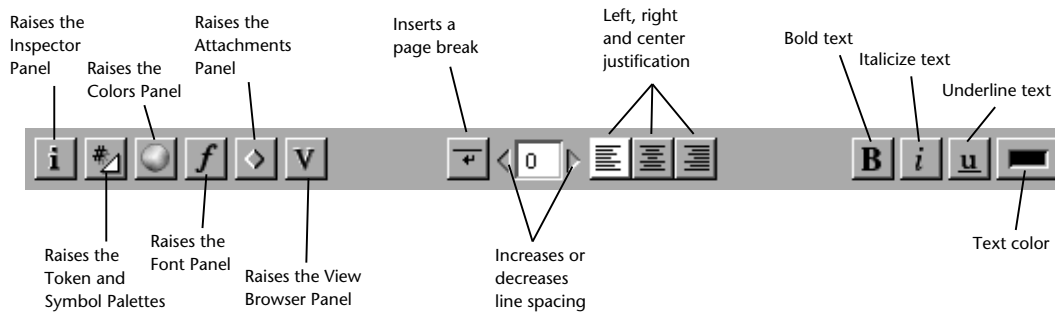 Raises the
Inspector
Panel
Raises the
Colors Panel
Raises the
Attachments
Panel
Inserts a
page break
Left, right
and center
justification
Bold text
Italicize text
Underline text
i
#
f
V
0
B
i
u
Raises the
Token and
Symbol Palettes
Raises the
Font Panel
Raises the View
Browser Panel
Increases or
decreases
line spacing
Text color